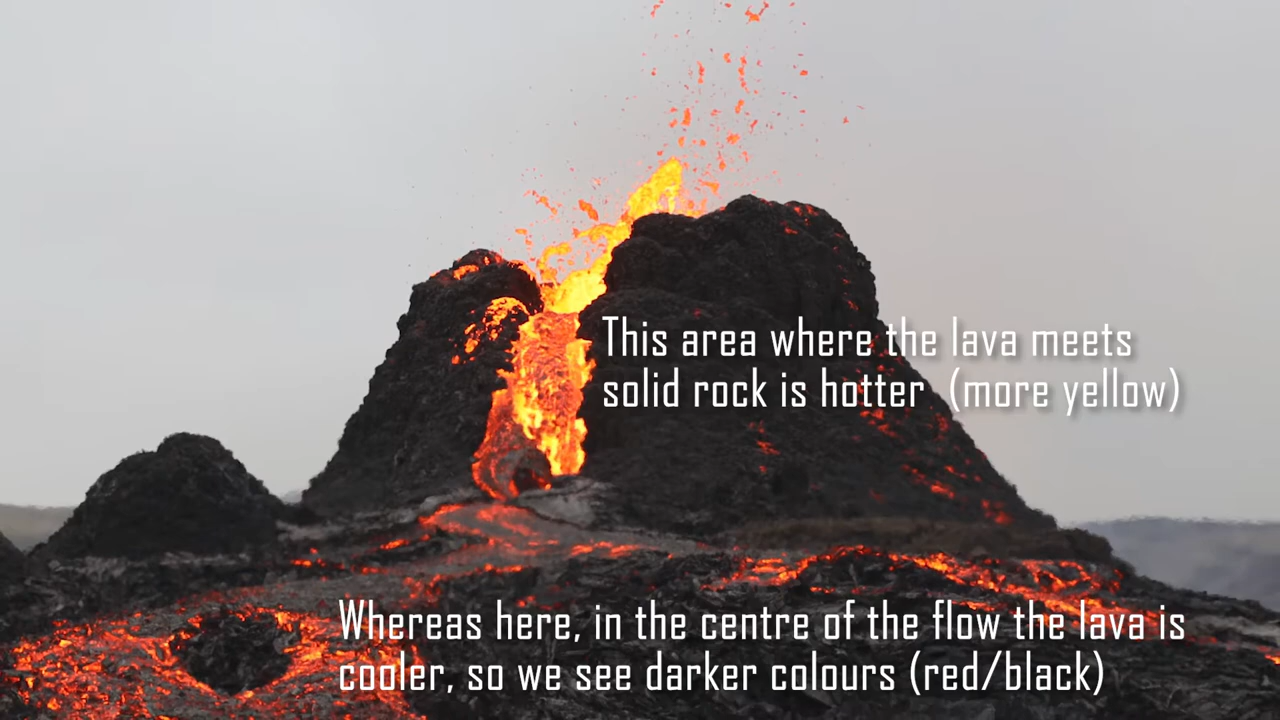 This area where the lava meets
solid rock is hotter (more yellow)
Whereas here, in the centre of the flow the lava is
cooler, so we see darker colours (red/black)